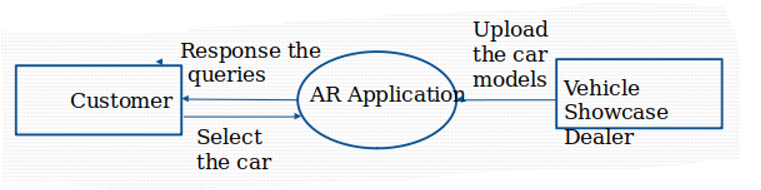 Response the
queries
Customer
Select
the car
AR Application
Upload
the car
models
Vehicle
Showcase
Dealer